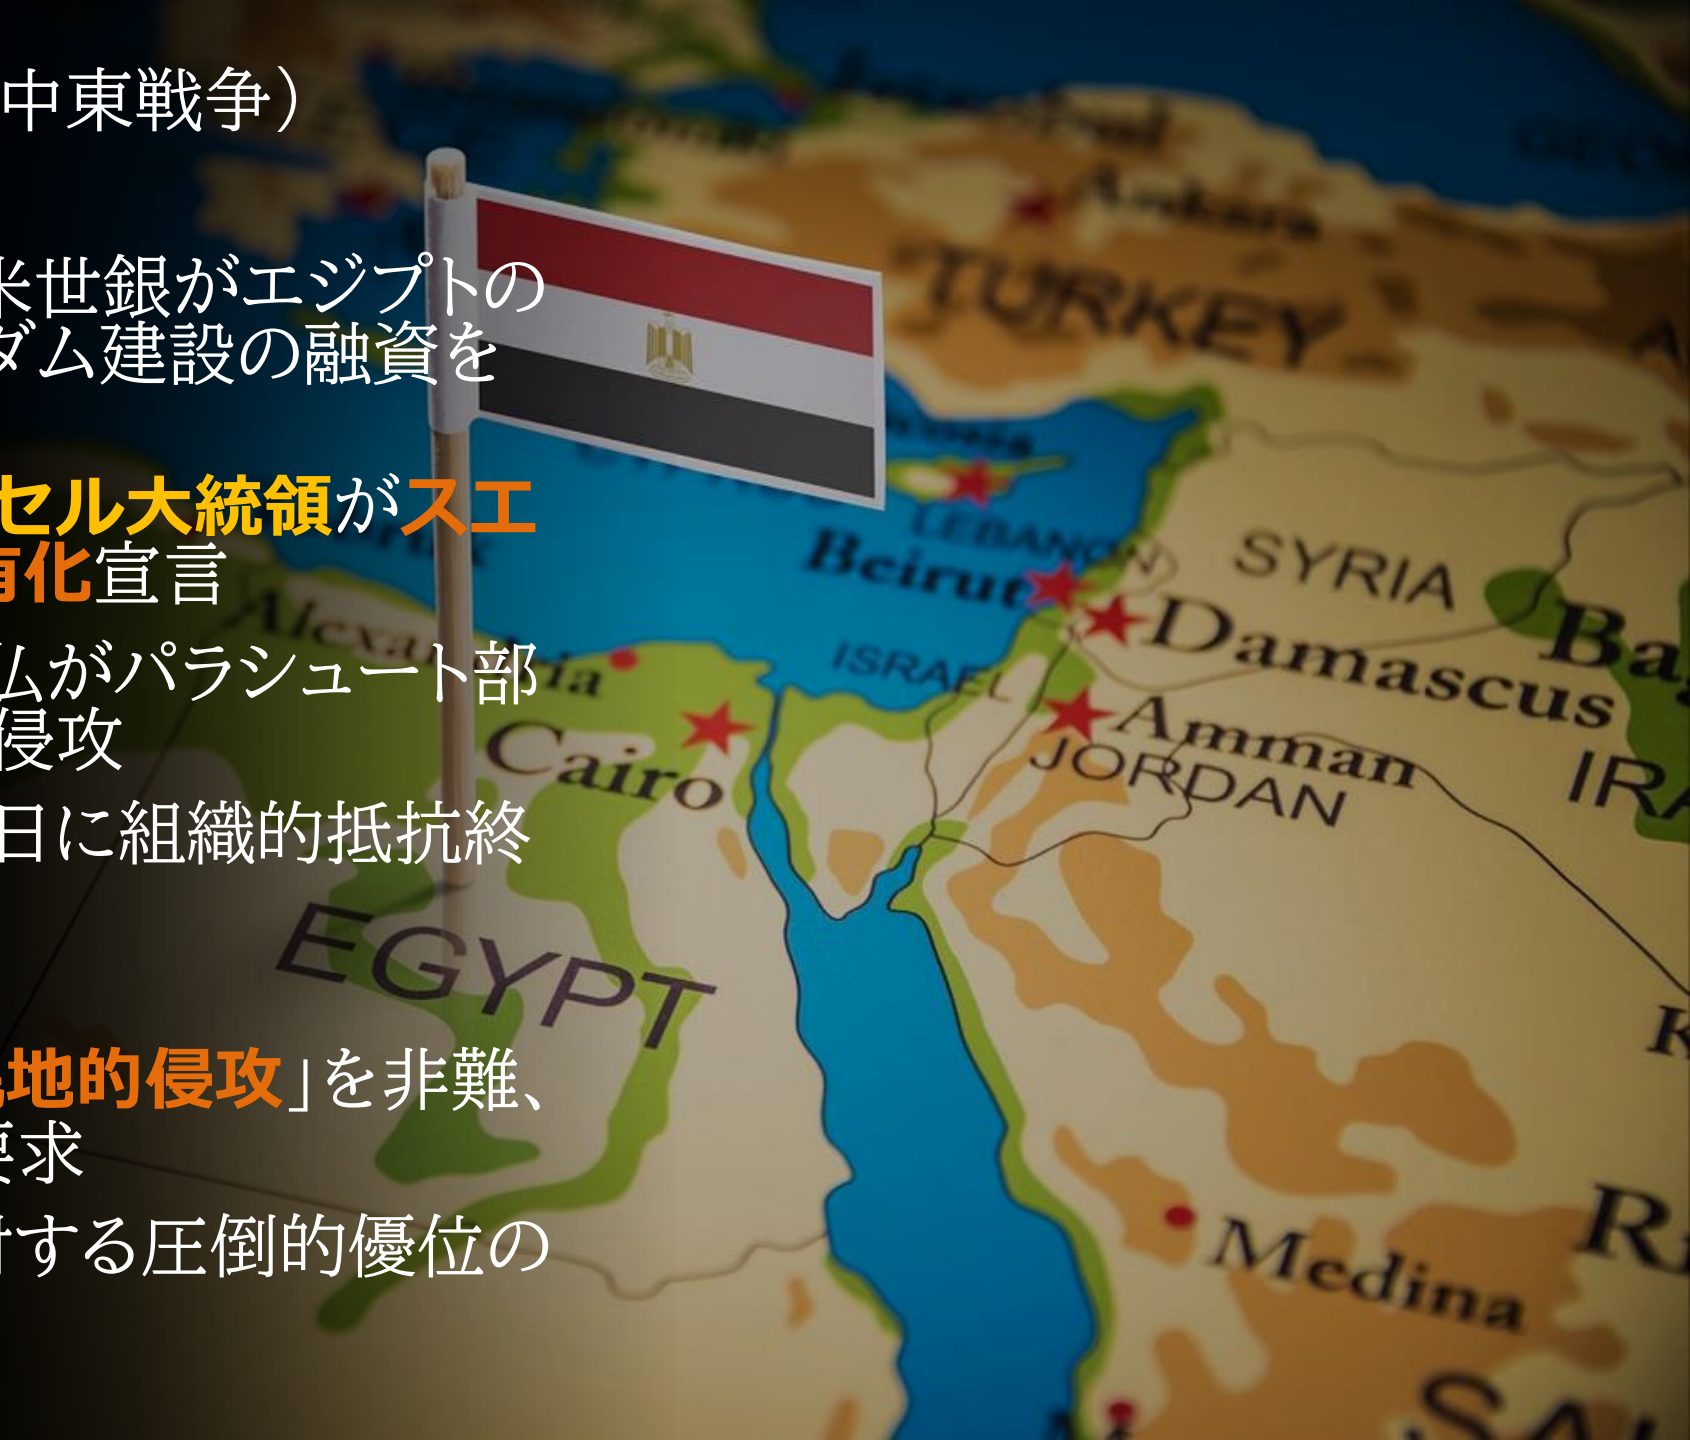 中東戦争）
米世銀がエジプトの
ダム建設の融資を
セル大統領がスエ
有化宣言
仏がパラシュート部
侵攻
日に組織的抵抗終
地的侵攻」を非難、
要求
する圧倒的優位の
Ankara
TURKEY
LEBANON
Beirut
SYRIA
Damascus
ISRAEL
Alexandria
Cairo
Amman
JORDAN
EGYPT
Medina